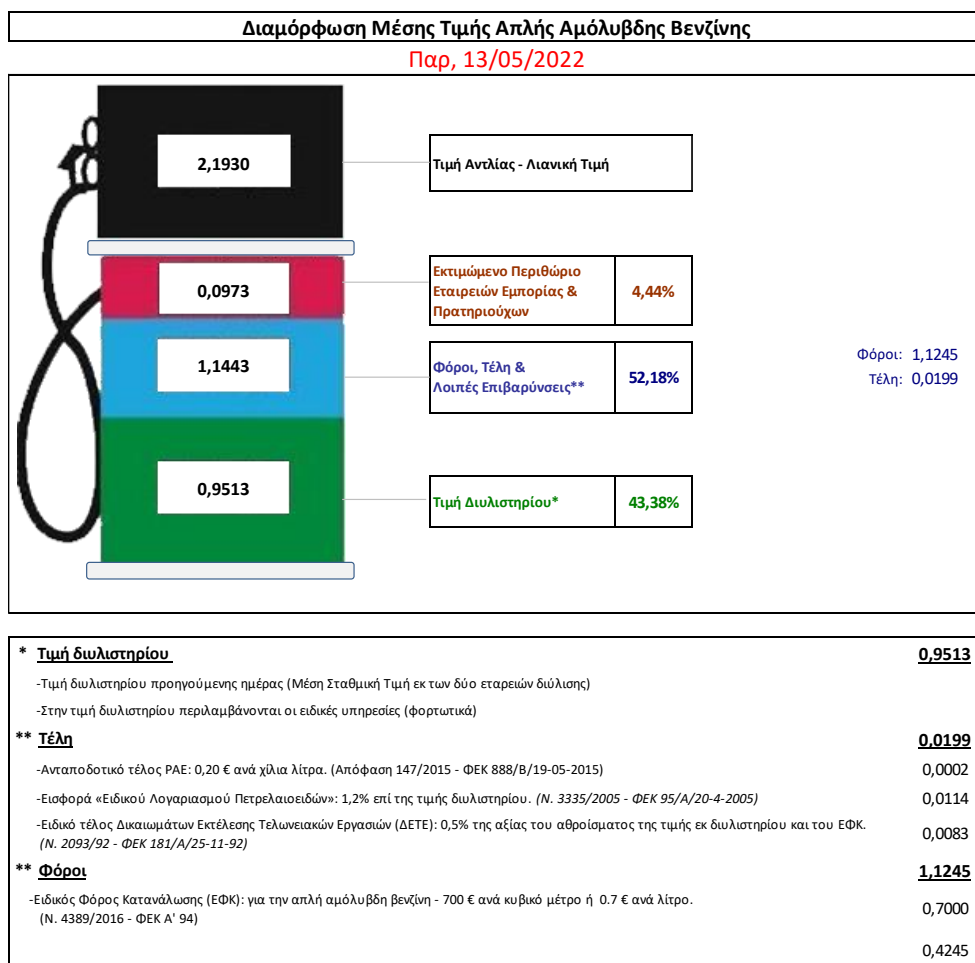 Διαμόρφωση Μέσης Τιμής Απλής Αμόλυβδης Βενζίνης
Παρ, 13/05/2022
2,1930
Τιμή Αντλίας - Λιανική Τιμή
0,0973
Εκτιμώμενο Περιθώριο
Εταιρειών Εμπορίας &
Πρατηριούχων
4,44%
1,1443
Φόροι, Τέλη &
Λοιπές Επιβαρύνσεις**
52,18%
Φόροι: 1,1245
Τέλη: 0,0199
0,9513
Τιμή Διυλιστηρίου*
43,38%
* Τιμή διυλιστηρίου 0,9513
-Τιμή διυλιστηρίου προηγούμενης ημέρας (Μέση Σταθμική Τιμή εκ των δύο εταρειών διύλισης)
-Στην τιμή διυλιστηρίου περιλαμβάνονται οι ειδικές υπηρεσίες (φορτωτικά)
** Τέλη 0,0199
-Ανταποδοτικό τέλος ΡΑΕ: 0,20 € ανά χίλια λίτρα. (Απόφαση 147/2015 - ΦΕΚ 888/Β/19-05-2015) 0,0002
-Εισφορά «Ειδικού Λογαριασμού Πετρελαιοειδών»: 1,2% επί της τιμής διυλιστηρίου. (Ν. 3335/2005 - ΦΕΚ 95/Α/20-4-2005) 0,0114
-Ειδικό τέλος Δικαιωμάτων Εκτέλεσης Τελωνειακών Εργασιών (ΔΕΤΕ): 0,5% της αξίας του αθροίσματος της τιμής εκ διυλιστηρίου και του ΕΦΚ.
(Ν. 2093/92 - ΦΕΚ 181/Α/25-11-92) 0,0083
** Φόροι 1,1245
-Ειδικός Φόρος Κατανάλωσης (ΕΦΚ): για την απλή αμόλυβδη βενζίνη - 700 € ανά κυβικό μέτρο ή 0.7 € ανά λίτρο.
(Ν. 4389/2016 - ΦΕΚ Α' 94) 0,7000
0,4245